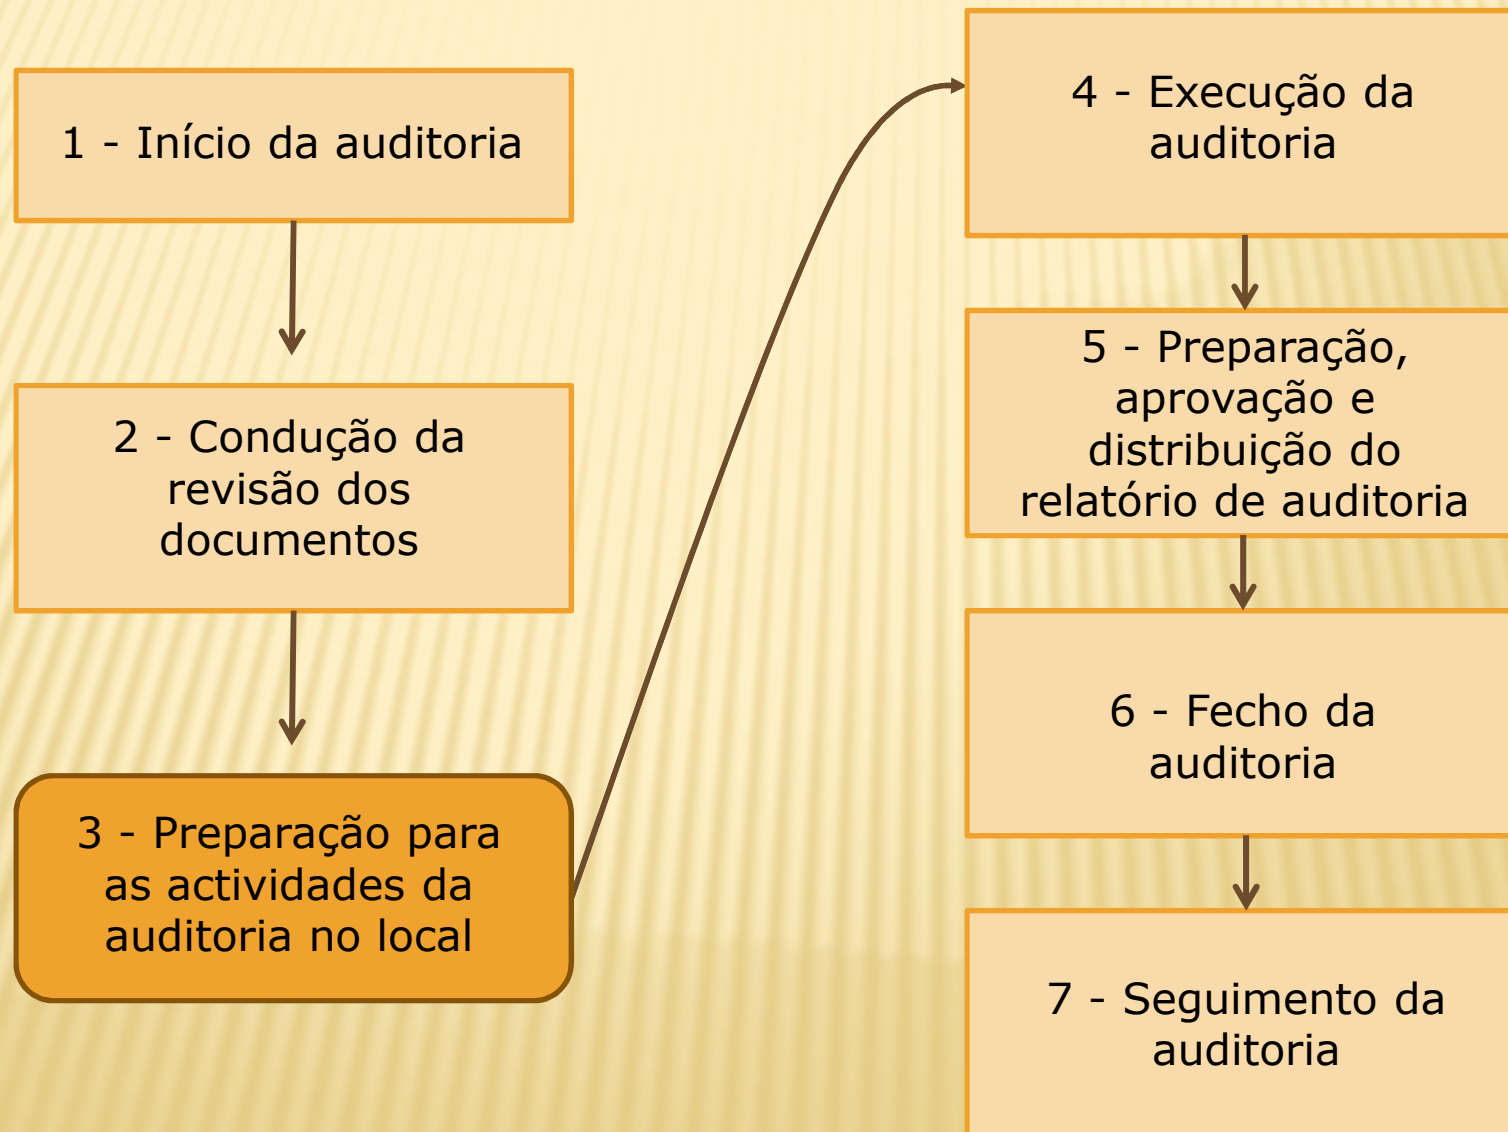 1 - Início da auditoria
2 - Condução da
revisão dos
documentos
3 - Preparação para
as actividades da
auditoria no local
4 - Execução da
auditoria
5 - Preparação,
aprovação e
distribuição do
relatório de auditoria
6 - Fecho da
auditoria
7 - Seguimento da
auditoria